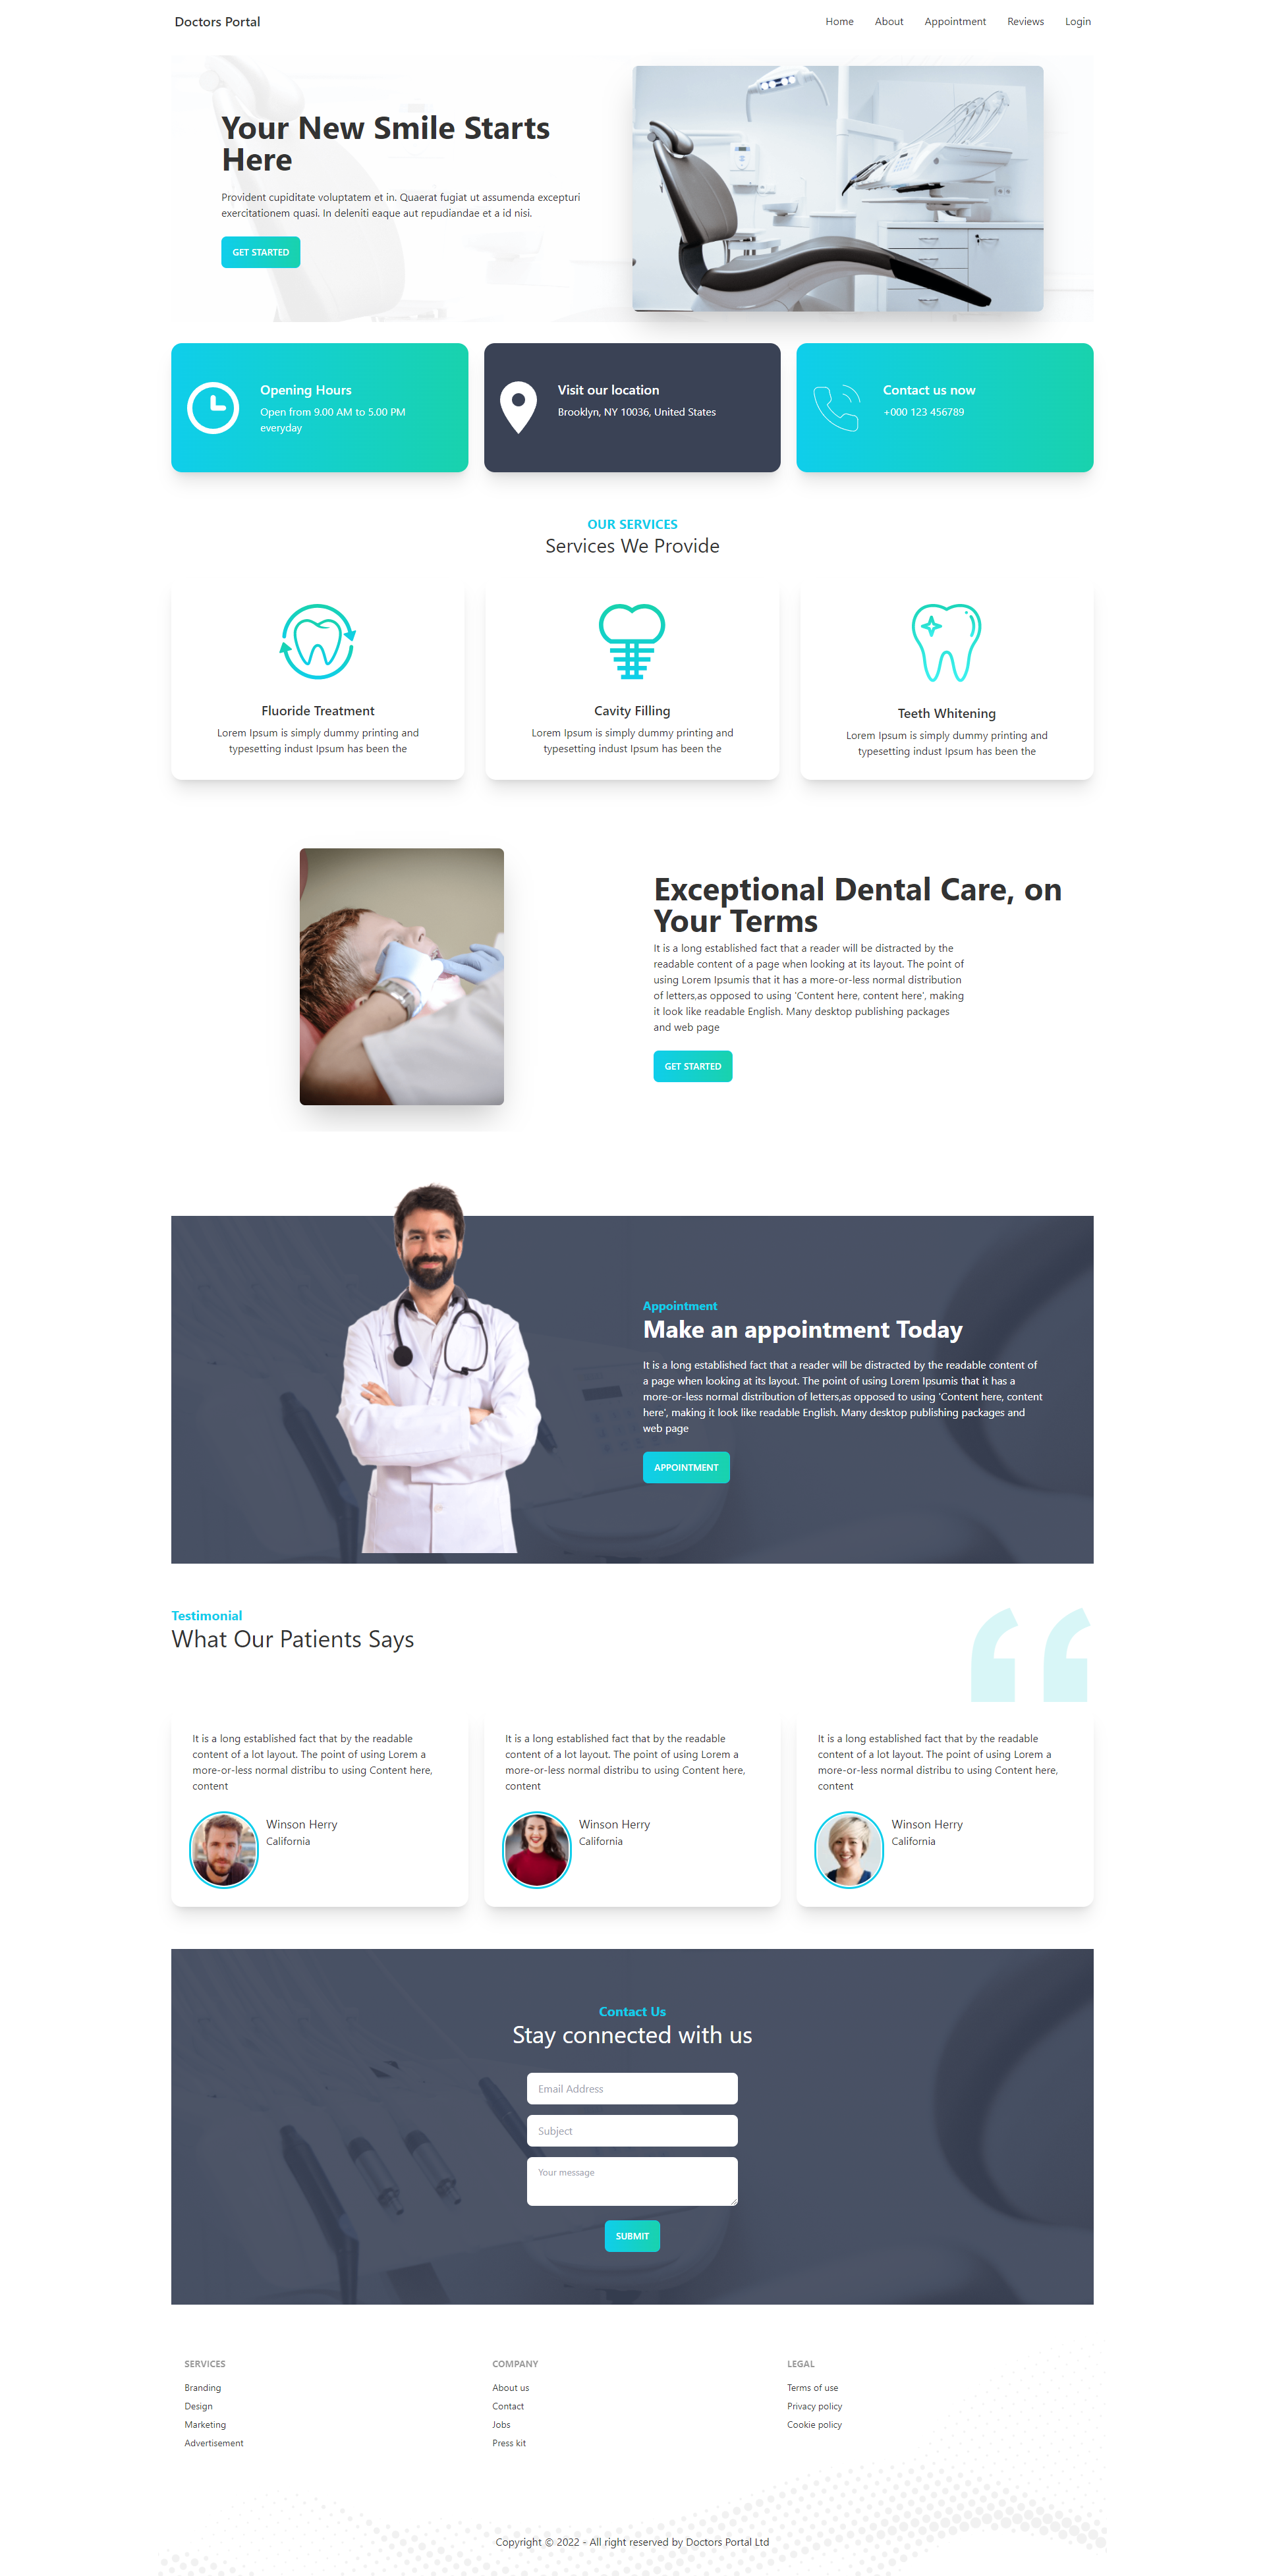 Doctors Portal
Home About Appointment Reviews Login
Your New Smile Starts
Here
Provident cupiditate voluptatem et in. Quaerat fugiat ut assumenda excepturi
exercitationem quasi. In deleniti eaque aut repudiandae et a id nisi.
GET STARTED
Opening Hours
Open from 9.00 AM to 5.00 PM
everyday
Visit our location
Brooklyn, NY 10036, United States
Contact us now
+000 123 456789
OUR SERVICES
Services We Provide
Fluoride Treatment
Lorem Ipsum is simply dummy printing and
typesetting indust Ipsum has been the
Cavity Filling
Lorem Ipsum is simply dummy printing and
typesetting indust Ipsum has been the
Teeth Whitening
Lorem Ipsum is simply dummy printing and
typesetting indust Ipsum has been the
Exceptional Dental Care, on
Your Terms
It is a long established fact that a reader will be distracted by the
readable content of a page when looking at its layout. The point of
using Lorem Ipsumis that it has a more-or-less normal distribution
of letters,as opposed to using 'Content here, content here', making
it look like readable English. Many desktop publishing packages
and web page
GET STARTED
Appointment
Make an appointment Today
It is a long established fact that a reader will be distracted by the readable content of
a page when looking at its layout. The point of using Lorem Ipsumis that it has a
more-or-less normal distribution of letters,as opposed to using 'Content here, content
here', making it look like readable English. Many desktop publishing packages and
web page
APPOINTMENT
Testimonial
What Our Patients Says
It is a long established fact that by the readable
content of a lot layout. The point of using Lorem a
more-or-less normal distribu to using Content here,
content
Winson Herry
California
It is a long established fact that by the readable
content of a lot layout. The point of using Lorem a
more-or-less normal distribu to using Content here,
content
Winson Herry
California
It is a long established fact that by the readable
content of a lot layout. The point of using Lorem a
more-or-less normal distribu to using Content here,
content
Winson Herry
California
Contact Us
Stay connected with us
Email Address
Subject
Your message
SUBMIT
SERVICES
Branding
Design
Marketing
Advertisement
COMPANY
About us
Contact
Jobs
Press kit
LEGAL
Terms of use
Privacy policy
Cookie policy
Copyright © 2022 - All right reserved by Doctors Portal Ltd